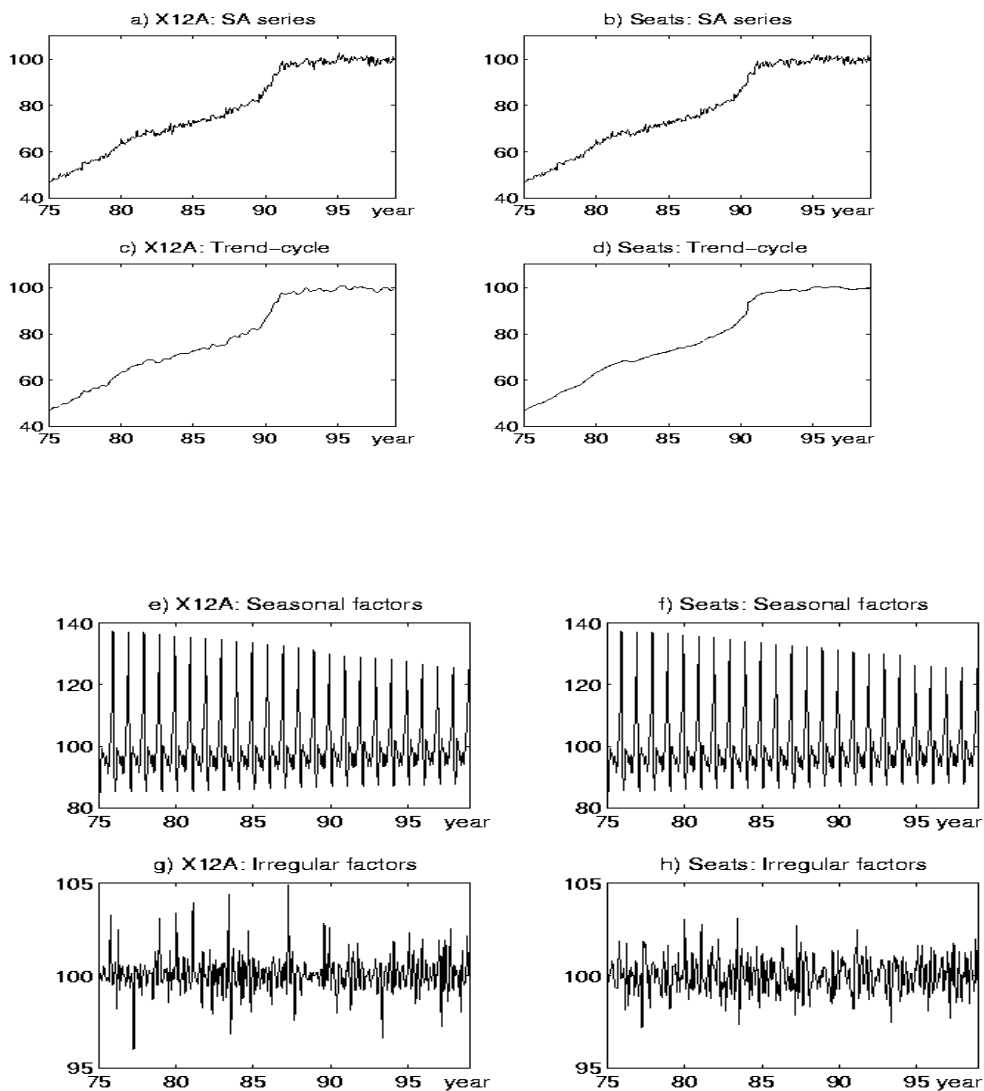 a) X12A: SA series
100
80
60
40
75 80 85 90 95 year
b) Seats: SA series
100
80
60
40
75 80 85 90 95 year
c) X12A: Trend-cycle
100
80
60
40
75 80 85 90 95 year
d) Seats: Trend-cycle
100
80
60
40
75 80 85 90 95 year
e) X12A: Seasonal factors
140
120
100
80
75 80 85 90 95 year
f) Seats: Seasonal factors
140
120
100
80
75 80 85 90 95 year
g) X12A: Irregular factors
105
100
95
75 80 85 90 95 year
h) Seats: Irregular factors
105
100
95
75 80 85 90 95 year